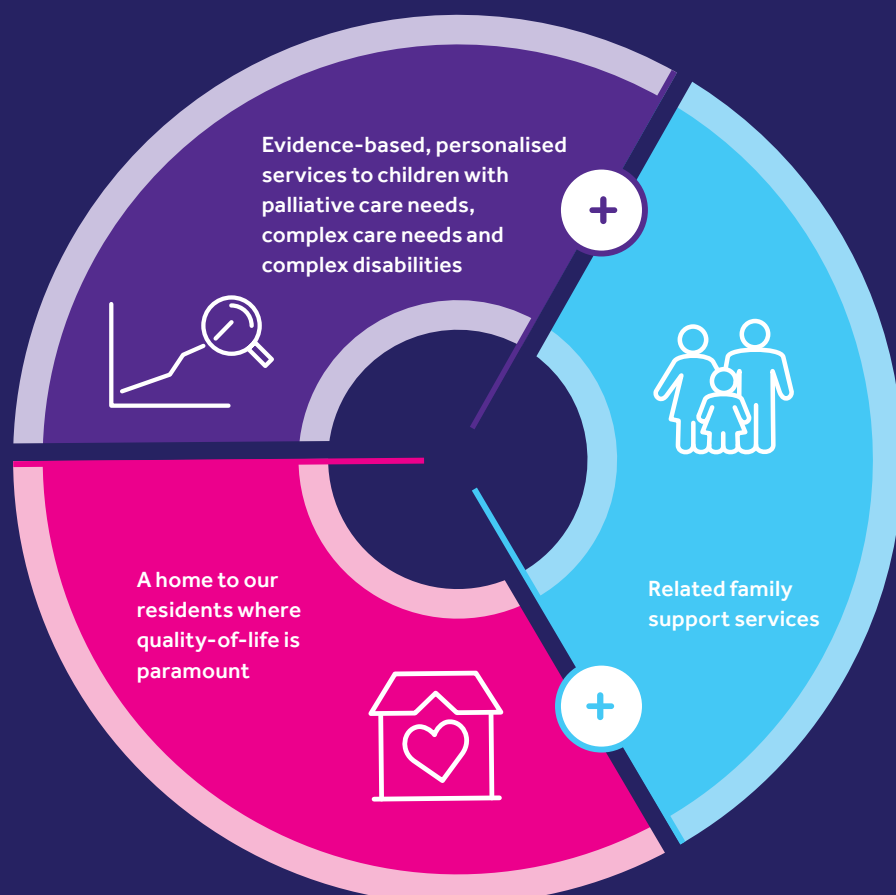 Evidence-based, personalised
services to children with
palliative care needs,
complex care needs and
complex disabilities
+
Related family
support services
+
A home to our
residents where
quality-of-life is
paramount